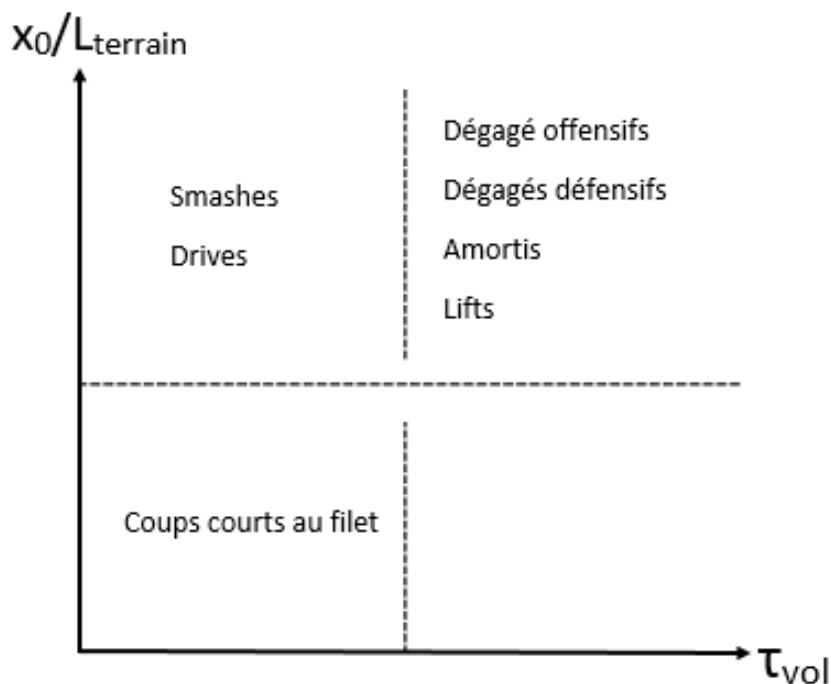 x₀/Lterrain
Dégagé offensifs
Smashes
Dégagés défensifs
Drives
Amortis
Lifts
Coups courts au filet
τvol